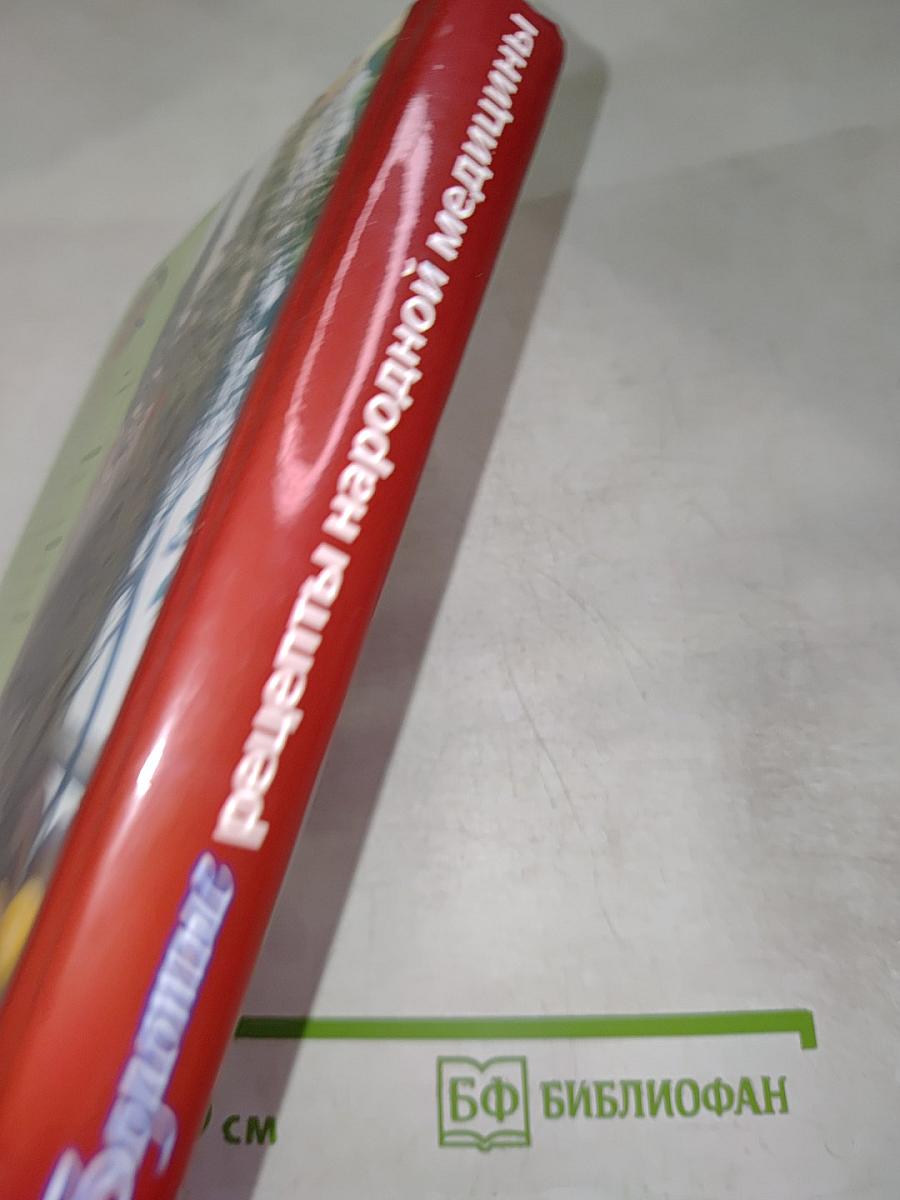 рецепты народной медицины
см
БФ БИБЛИОФАН